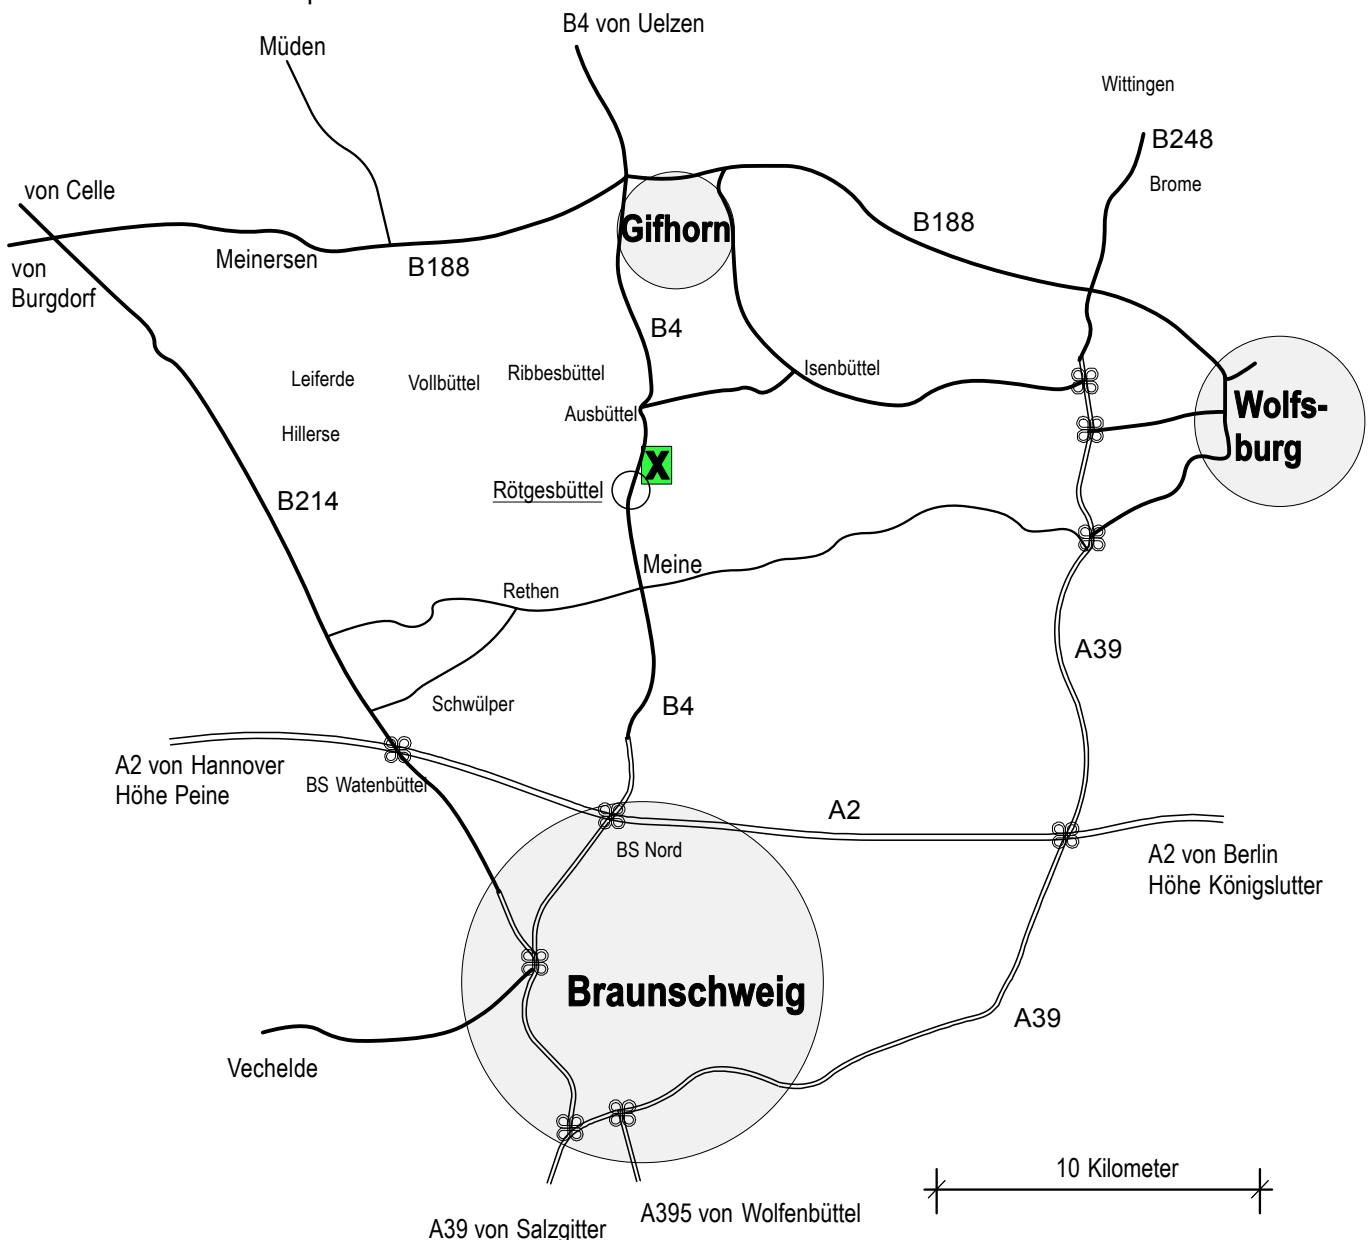 B4 von Uelzen
Müden
Wittingen
B248
von Celle
Brome
Gifhorn
B188
Meinersen
B188
von
Burgdorf
B4
Isenbüttel
Ribbesbüttel
Leiferde
Vollbüttel
Ausbüttel
Wolfs-
burg
Hillerse
X
Rötgesbüttel
B214
Meine
Rethen
A39
Schwülper
B4
A2 von Hannover
Höhe Peine
BS Watenbüttel
A2
BS Nord
A2 von Berlin
Höhe Königslutter
Braunschweig
A39
Vechelde
10 Kilometer
A395 von Wolfenbüttel
A39 von Salzgitter